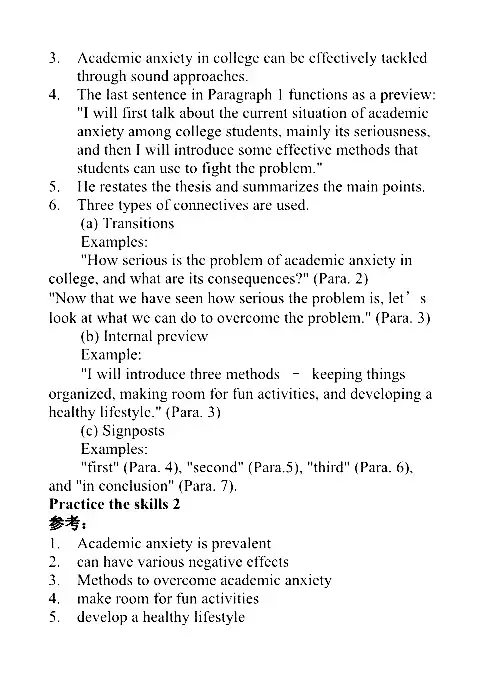 3. Academic anxiety in college can be effectively tackled
through sound approaches.
4. The last sentence in Paragraph 1 functions as a preview:
"I will first talk about the current situation of academic
anxiety among college students, mainly its seriousness,
and then I will introduce some effective methods that
students can use to fight the problem."
5. He restates the thesis and summarizes the main points.
6. Three types of connectives are used.
(a) Transitions
Examples:
"How serious is the problem of academic anxiety in
college, and what are its consequences?" (Para. 2)
"Now that we have seen how serious the problem is, let’s
look at what we can do to overcome the problem." (Para. 3)
(b) Internal preview
Example:
"I will introduce three methods – keeping things
organized, making room for fun activities, and developing a
healthy lifestyle." (Para. 3)
(c) Signposts
Examples:
"first" (Para. 4), "second" (Para.5), "third" (Para. 6),
and "in conclusion" (Para. 7).
Practice the skills 2
参考：
1. Academic anxiety is prevalent
2. can have various negative effects
3. Methods to overcome academic anxiety
4. make room for fun activities
5. develop a healthy lifestyle